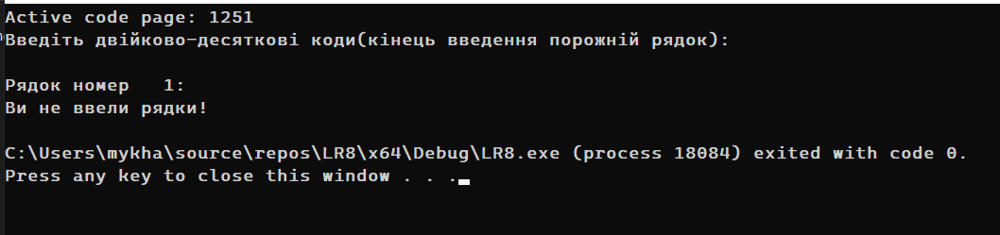 Active code page: 1251
Введіть двійково-десяткові коди(кінець введення порожній рядок):
Рядок номер   1:
Ви не ввели рядки!
C:\Users\mykha\source\repos\LR8\x64\Debug\LR8.exe (process 18084) exited with code 0.
Press any key to close this window . . .